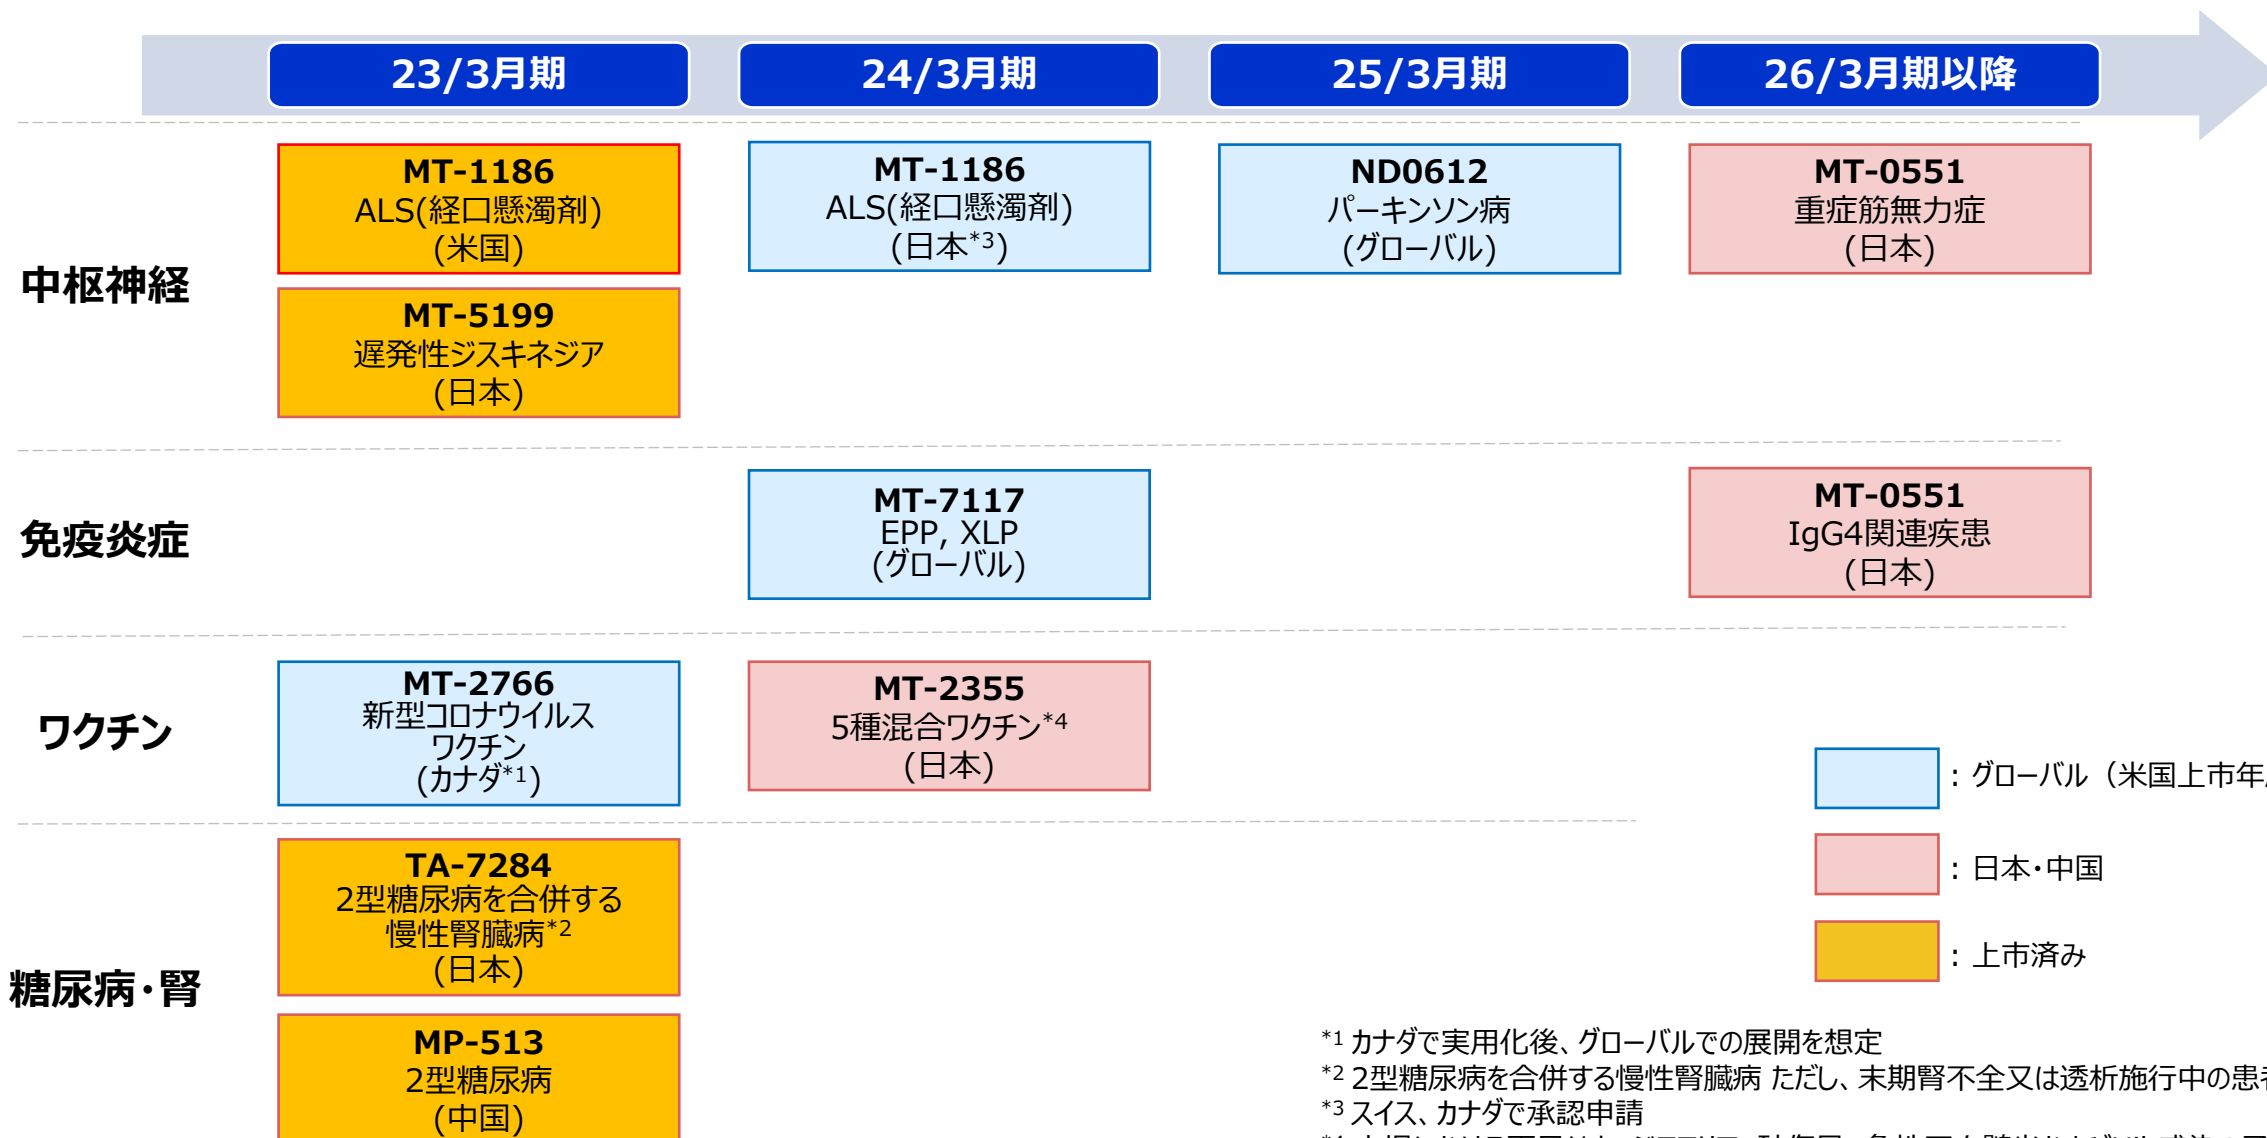 23/3月期
24/3月期
25/3月期
26/3月期以降
中枢神経
MT-1186
ALS(経口懸濁剤)
(米国)
MT-5199
遅発性ジスキネジア
(日本)
MT-1186
ALS(経口懸濁剤)
(日本*3)
ND0612
パーキンソン病
(グローバル)
MT-0551
重症筋無力症
(日本)
免疫炎症
MT-7117
EPP, XLP
(グローバル)
MT-0551
IgG4関連疾患
(日本)
ワクチン
MT-2766
新型コロナウイルス
ワクチン
(カナダ*1)
MT-2355
5種混合ワクチン*4
(日本)
糖尿病・腎
TA-7284
2型糖尿病を合併する
慢性腎臓病*2
(日本)
MP-513
2型糖尿病
(中国)
: グローバル（米国上市年
: 日本・中国
: 上市済み
*1 カナダで実用化後、グローバルでの展開を想定
*2 2型糖尿病を合併する慢性腎臓病 ただし、末期腎不全又は透析施行中の患
*3 スイス、カナダで承認申請